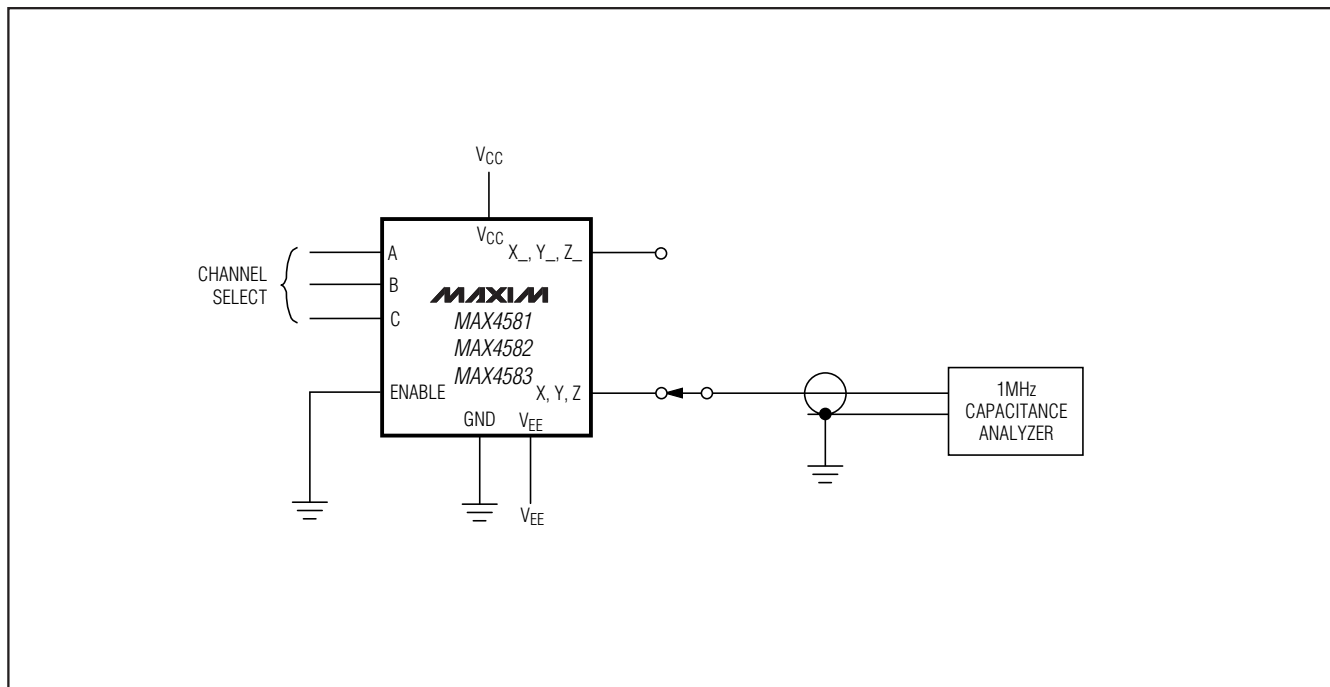 VCC
VCC
X_, Y_, Z_
A
CHANNEL
SELECT
B
C
MAXIM
MAX4581
MAX4582
MAX4583
ENABLE
X, Y, Z
GND
VEE
VEE
1MHz
CAPACITANCE
ANALYZER